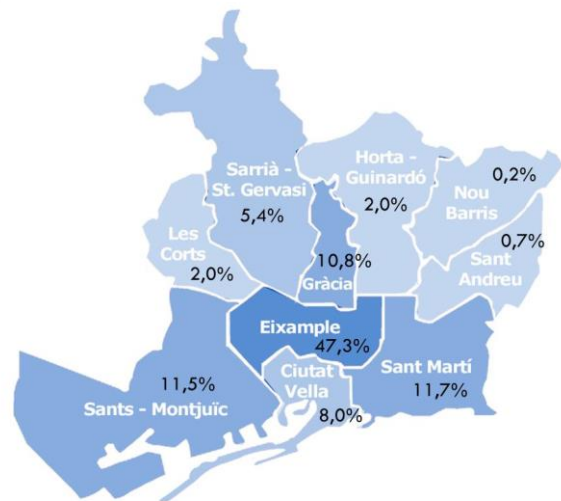 Sarrià -
St. Gervasi
5,4%
Horta -
Guinardó
2,0%
0,2%
Nou
Barris
0,7%
Sant
Andreu
Les
Corts
2,0%
10,8%
Gràcia
Eixample
47,3%
Sant Martí
11,7%
Ciutat
Vella
8,0%
11,5%
Sants - Montjuïc